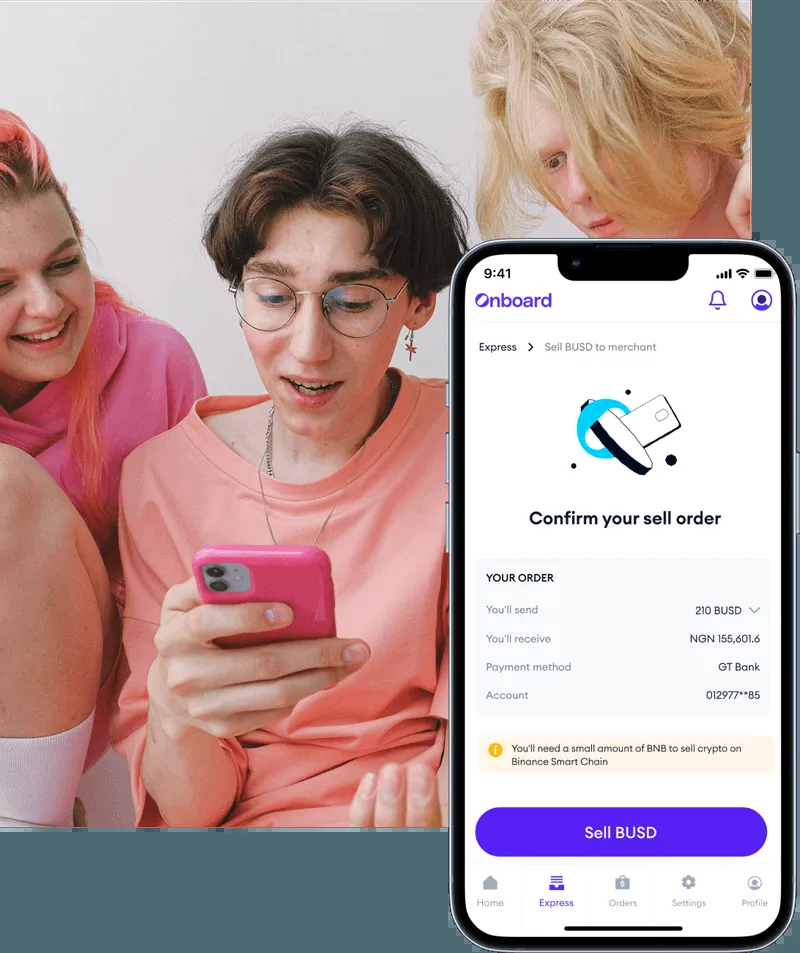 9:41
Onboard
Express > Sell BUSD to merchant
Confirm your sell order
YOUR ORDER
You'll send 210 BUSD
You'll receive NGN 155,601.6
Payment method GT Bank
Account 012977**85
You'll need a small amount of BNB to sell crypto on
Binance Smart Chain
Sell BUSD
Home Express Orders Settings Profile